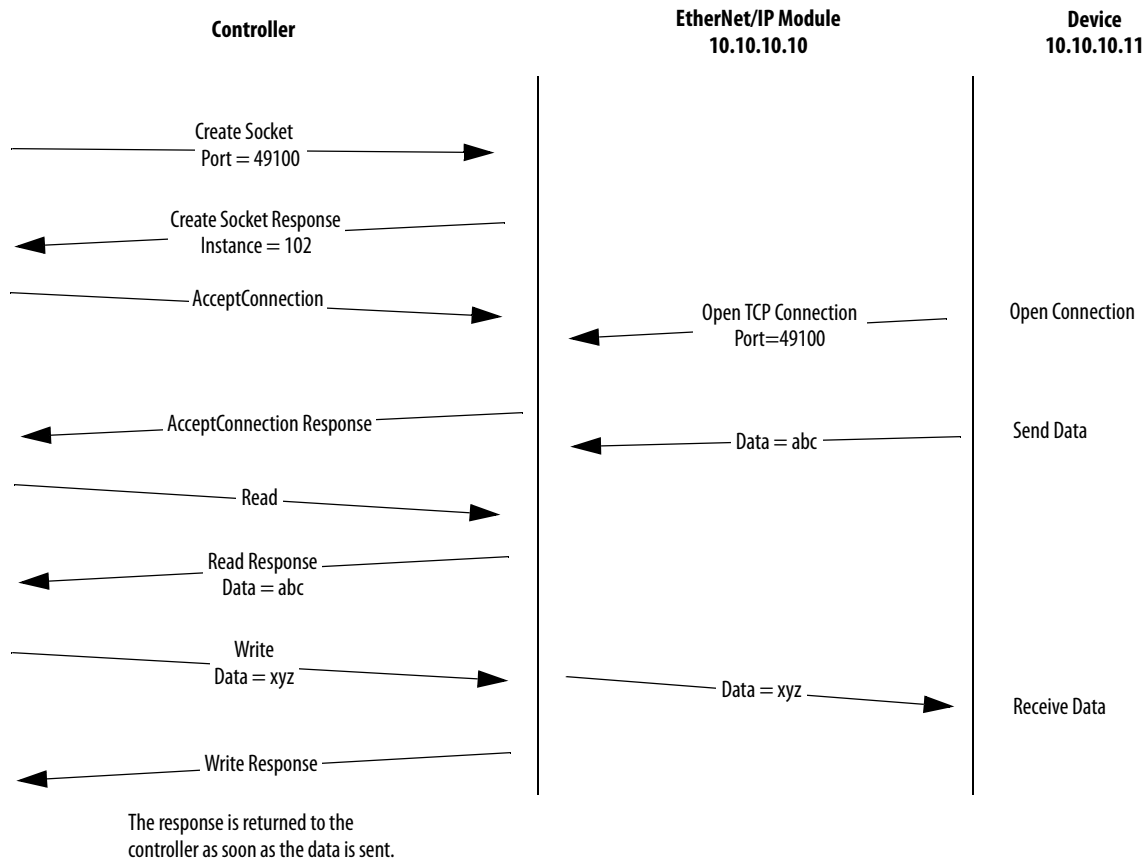 Controller
EtherNet/IP Module
10.10.10.10
Device
10.10.10.11
Create Socket
Port = 49100
Create Socket Response
Instance = 102
AcceptConnection
Open TCP Connection
Port=49100
Open Connection
AcceptConnection Response
Data = abc
Send Data
Read
Read Response
Data = abc
Write
Data = xyz
Data = xyz
Receive Data
Write Response
The response is returned to the
controller as soon as the data is sent.